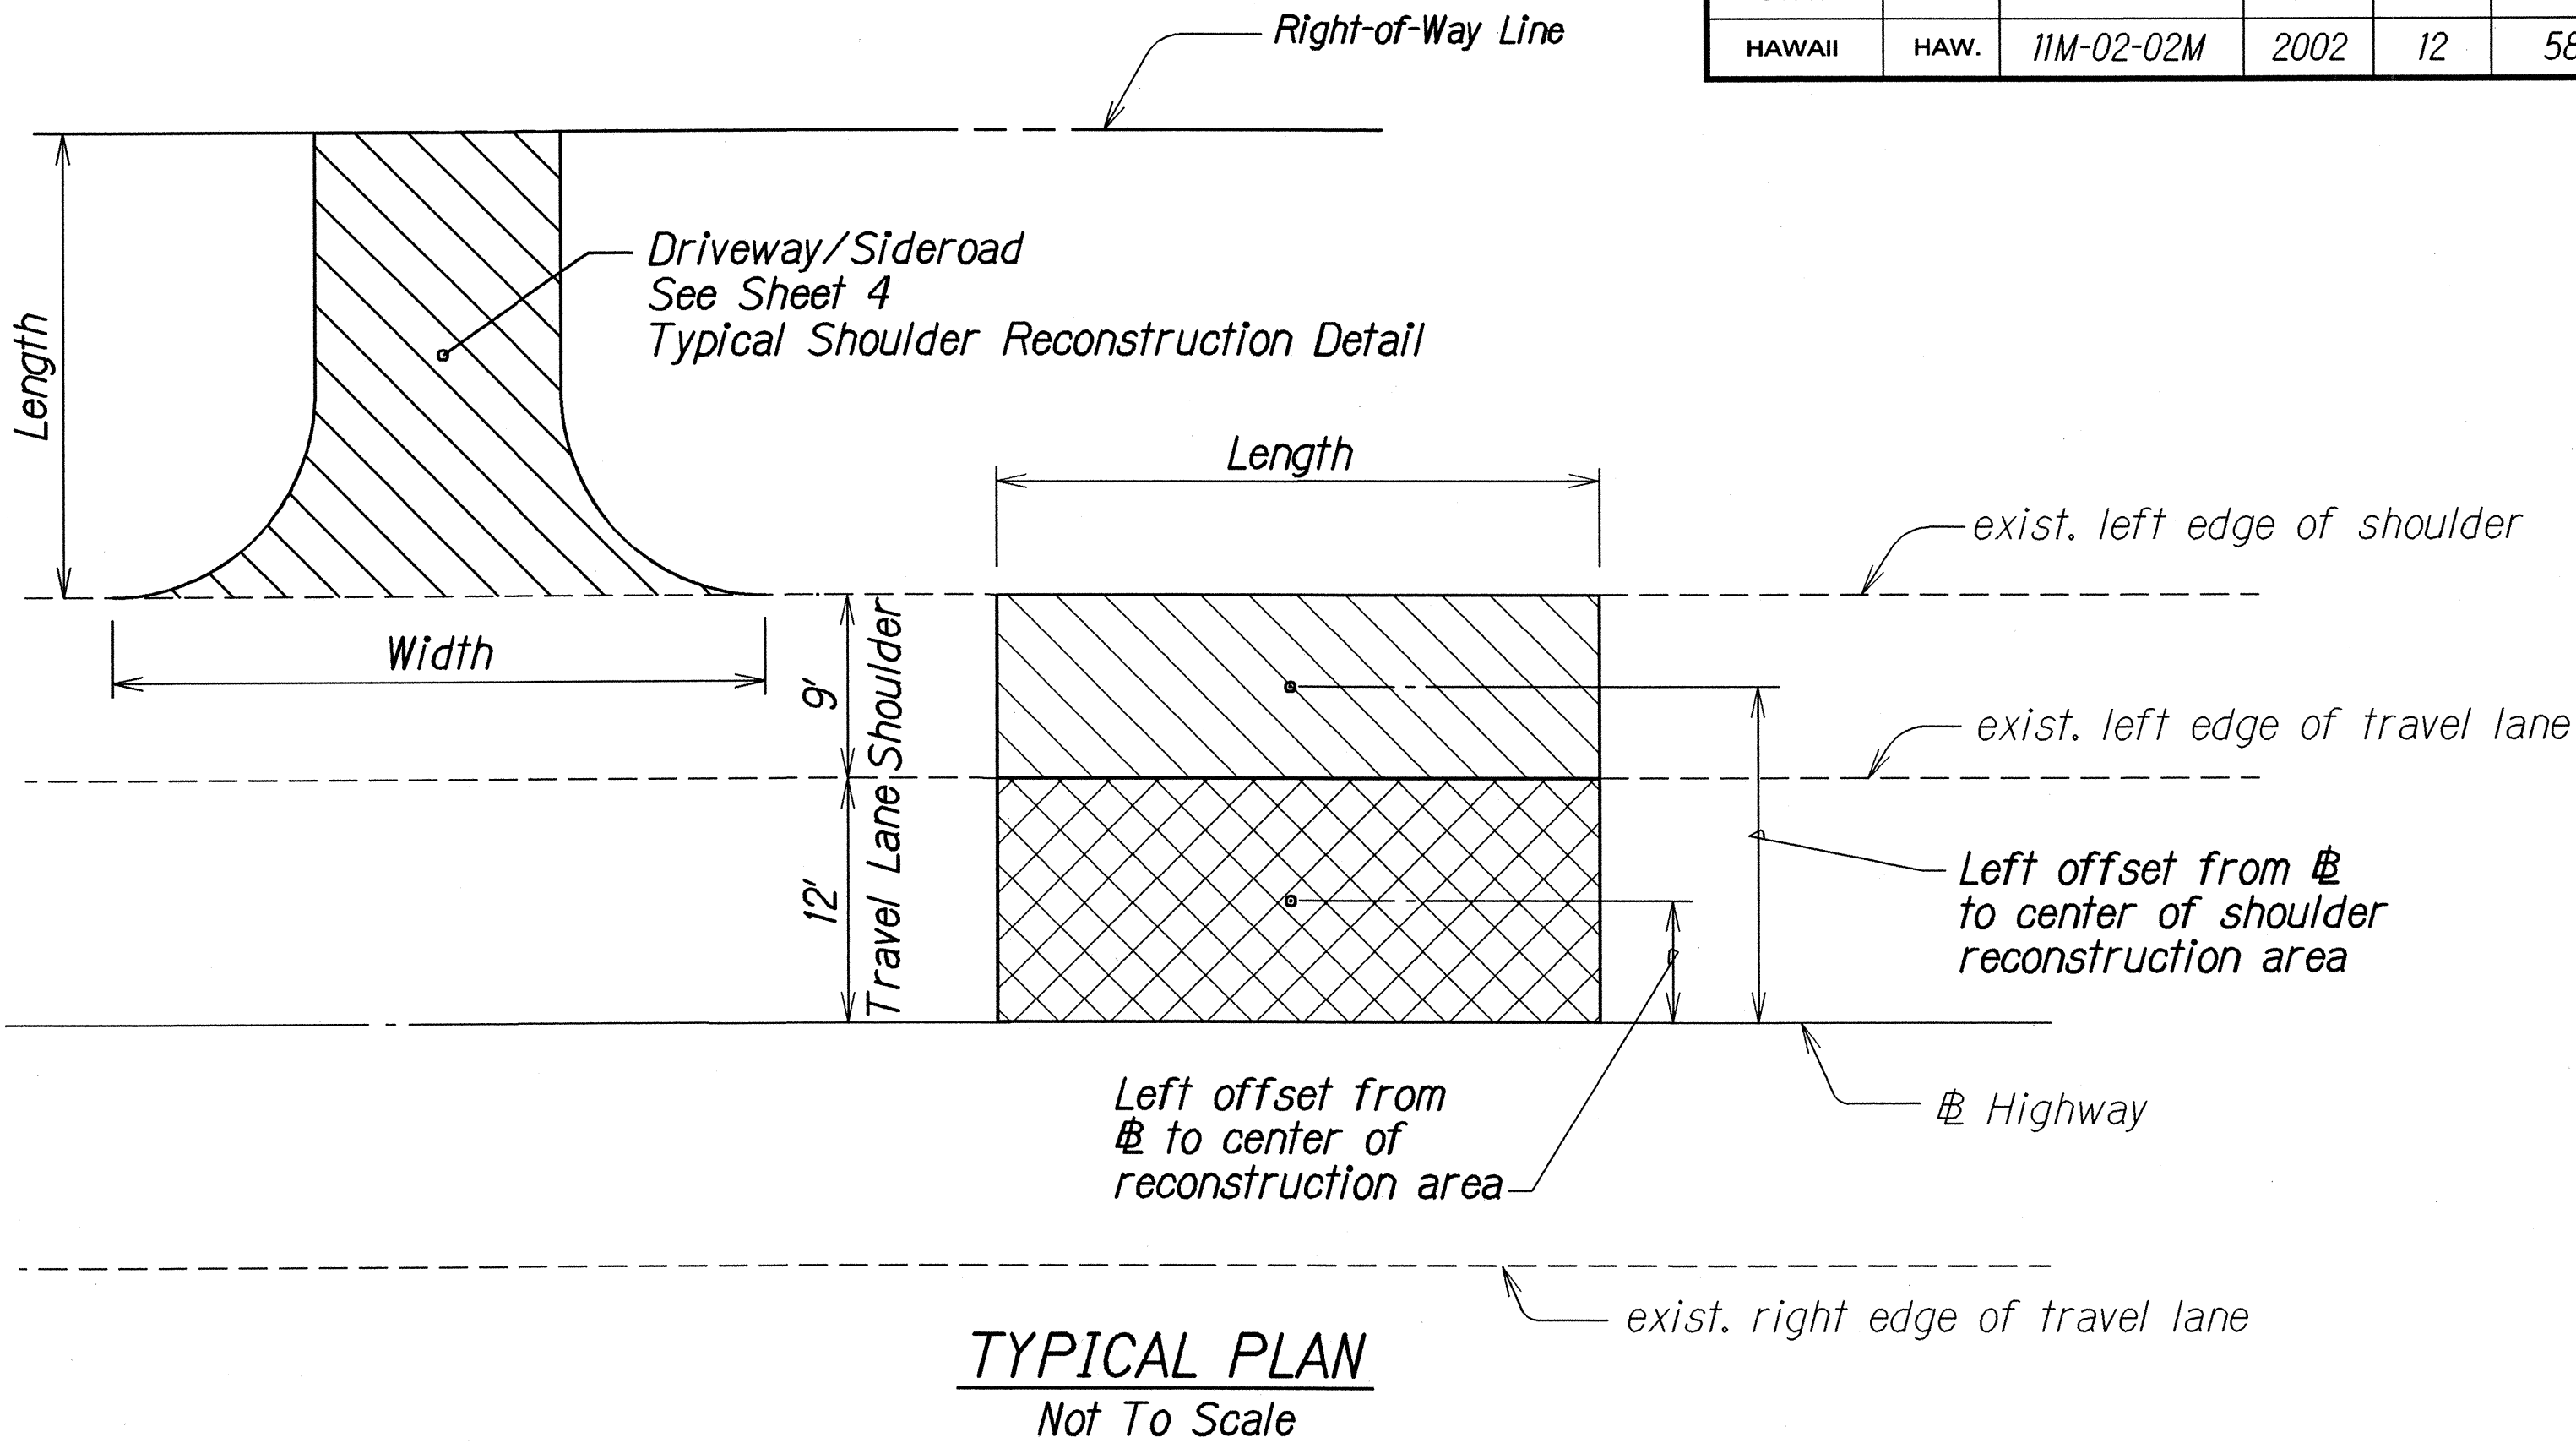 Right-of-Way Line
HAWAII HAW. 11M-02-02M 2002 12 58
Driveway/Sideroad
See Sheet 4
Typical Shoulder Reconstruction Detail
Length
Length
exist. left edge of shoulder
Width
9'
Shoulder
exist. left edge of travel lane
12'
Travel Lane
Left offset from ℄
to center of shoulder
reconstruction area
Left offset from
℄ to center of
reconstruction area
℄ Highway
exist. right edge of travel lane
TYPICAL PLAN
Not To Scale